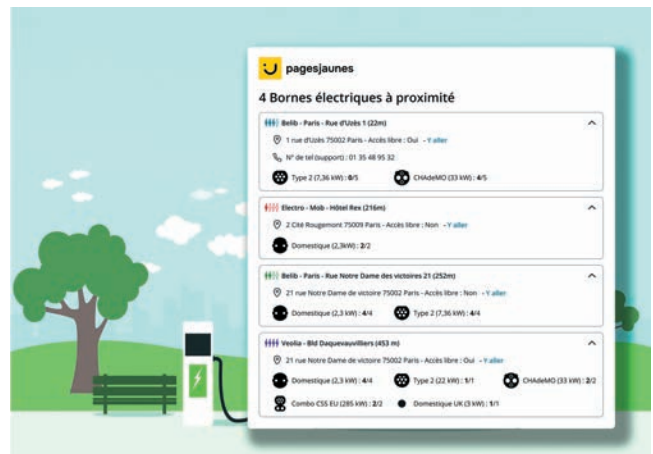 pagesjaunes
4 Bornes électriques à proximité
Belib - Paris - Rue d'Uzès 1 (22m)
1 rue d'Uzès 75002 Paris - Accès libre : Oui - Y aller
N° de tel (support) : 01 35 48 95 32
Type 2 (7,36 kW) : 0/5 CHAdeMO (33 kW) : 4/5
Electro - Mob - Hôtel Rex (216m)
2 Cité Rougemont 75009 Paris - Accès libre : Non - Y aller
Domestique (2,3kW) : 2/2
Belib - Paris - Rue Notre Dame des victoires 21 (252m)
21 rue Notre Dame de victoire 75002 Paris - Accès libre : Non - Y aller
Domestique (2,3 kW) : 4/4 Type 2 (7,36 kW) : 4/4
Veolia - Bld Daquevauvilliers (453 m)
21 rue Notre Dame de victoire 75002 Paris - Accès libre : Oui - Y aller
Domestique (2,3 kW) : 4/4 Type 2 (22 kW) : 1/1 CHAdeMO (33 kW) : 2/2
Combo CSS EU (285 kW) : 2/2 Domestique UK (3 kW) : 1/1